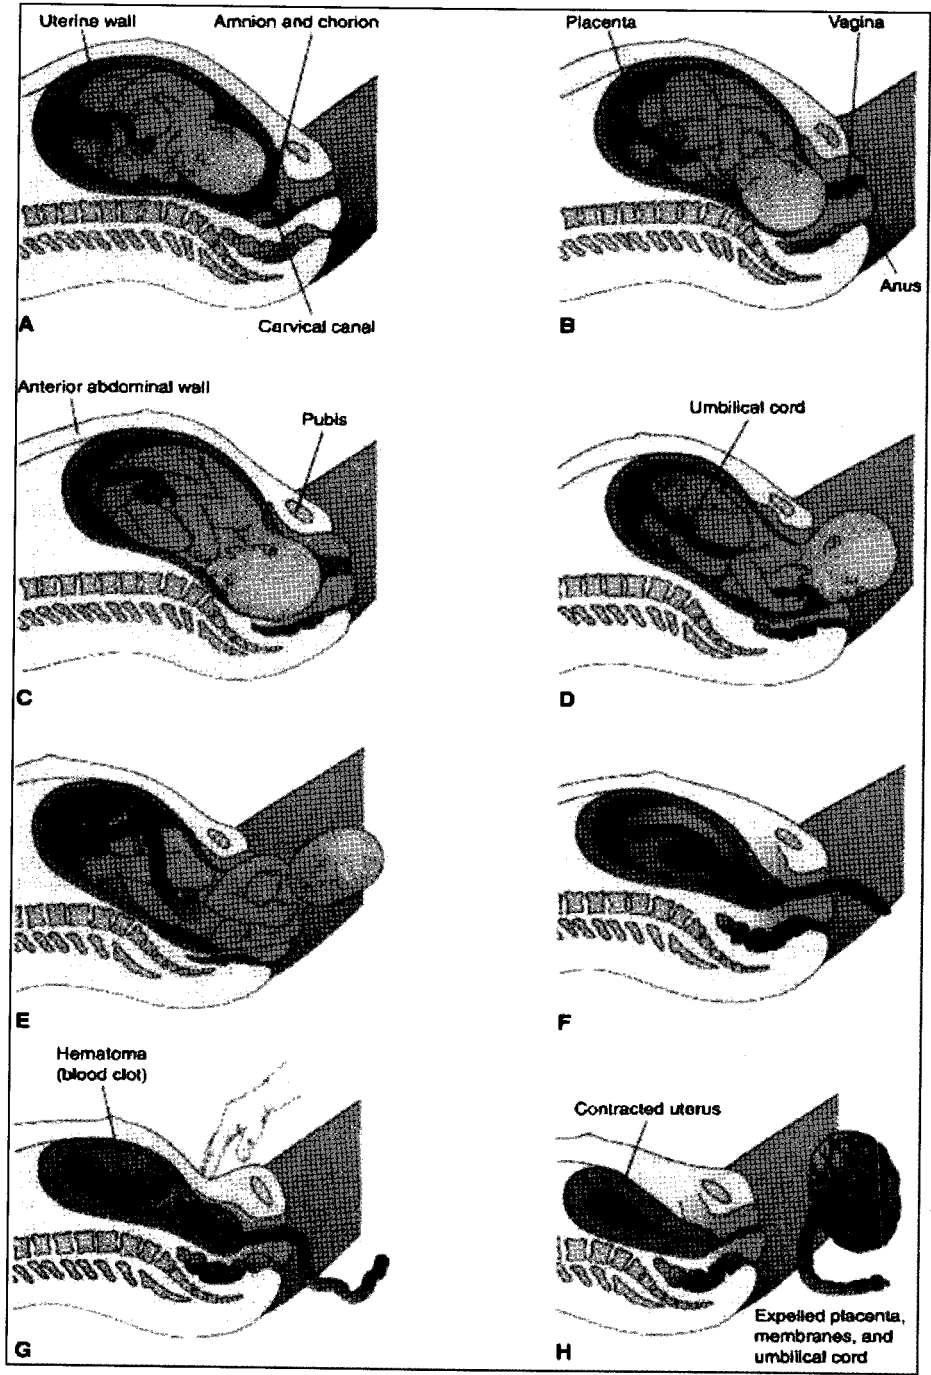 Uterine wall
Amnion and chorion
Placenta
Vagina
Anus
A
Cervical canal
B
Anterior abdominal wall
Pubis
Umbilical cord
C
D
E
F
Hematoma
(blood clot)
Contracted uterus
G
H
Expelled placenta,
membranes, and
umbilical cord